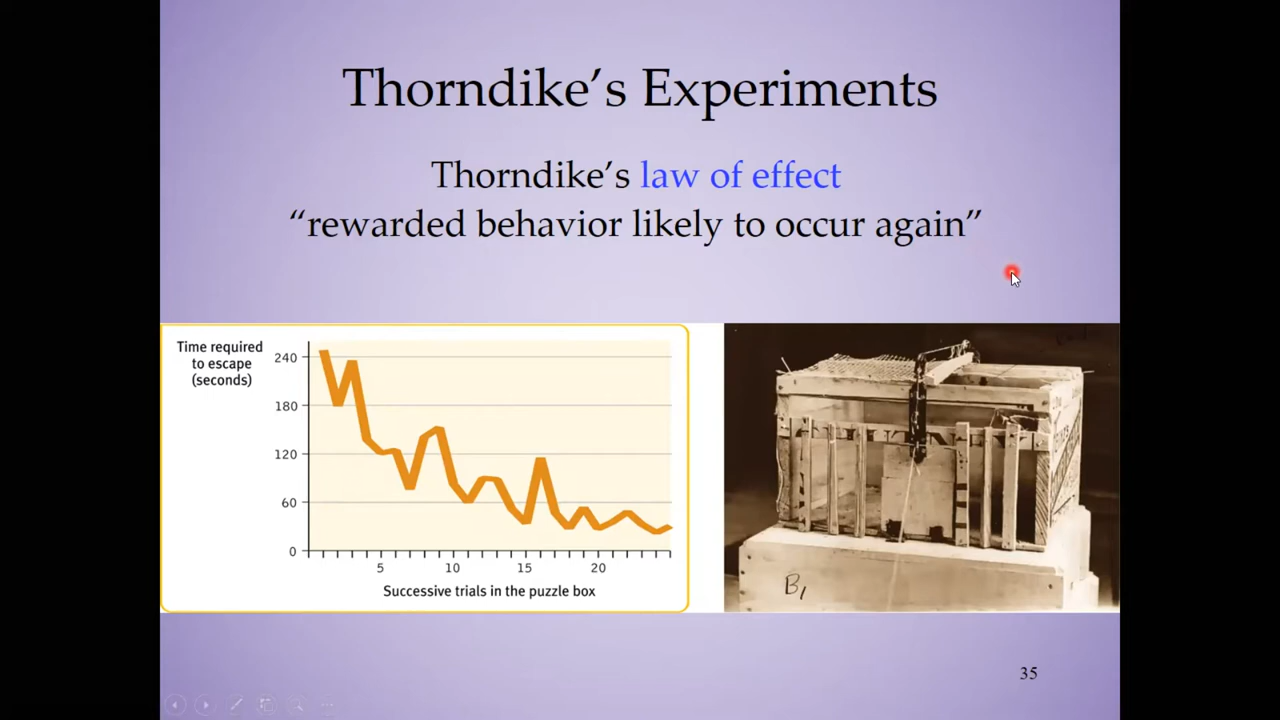 Thorndike’s Experiments
Thorndike’s law of effect
“rewarded behavior likely to occur again”
Time required
to escape
(seconds)
240
180
120
60
0
5 10 15 20
Successive trials in the puzzle box
B1
35